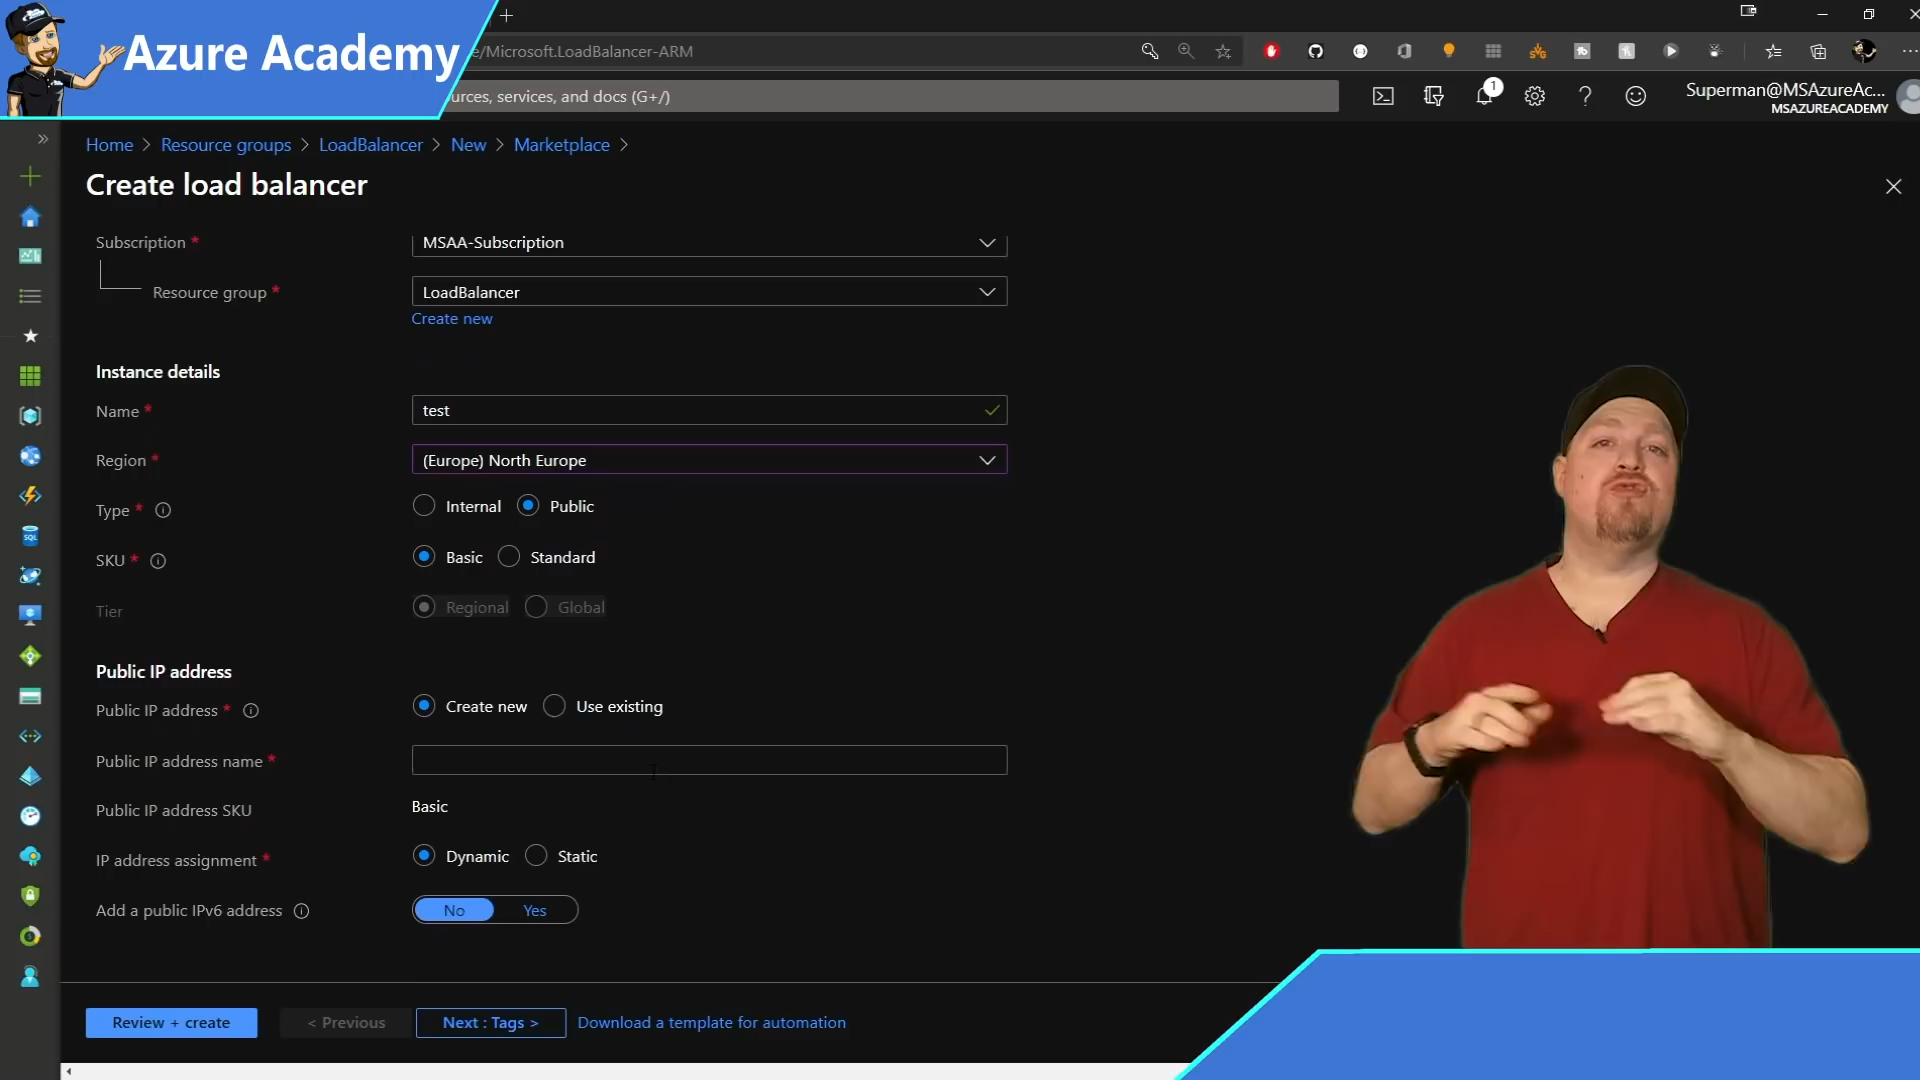 Azure Academy
e/Microsoft.LoadBalancer-ARM
urces, services, and docs (G+/)
1
Superman@MSAzureAc...
MSAZUREACADEMY
Home > Resource groups > LoadBalancer > New > Marketplace >
Create load balancer
Subscription *
MSAA-Subscription
Resource group *
LoadBalancer
Create new
Instance details
Name *
test
Region *
(Europe) North Europe
Type *
Internal
Public
SKU *
Basic
Standard
Tier
Regional
Global
Public IP address
Public IP address *
Create new
Use existing
Public IP address name *
Public IP address SKU
Basic
IP address assignment *
Dynamic
Static
Add a public IPv6 address
No
Yes
Review + create
< Previous
Next : Tags >
Download a template for automation
SQL